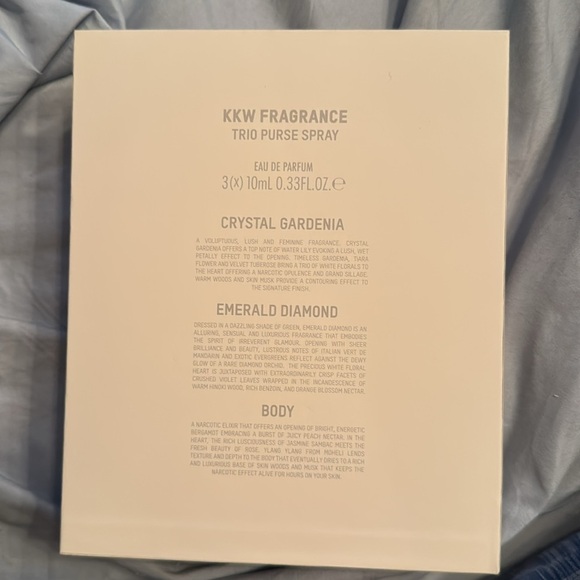 KKW FRAGRANCE
TRIO PURSE SPRAY
EAU DE PARFUM
3(X) 10mL 0.33FL.OZ.℮
CRYSTAL GARDENIA
A VOLUPTUOUS, LUSH AND FEMININE FRAGRANCE, CRYSTAL
GARDENIA OFFERS A TOP NOTE OF WATER LILY EVOKING A LUSH, WET
PETALLY EFFECT TO THE OPENING. TIMELESS GARDENIA, TIARA
FLOWER AND VELVET TUBEROSE BRING A TRIO OF WHITE FLORALS TO
THE HEART OFFERING A NARCOTIC OPULENCE AND GRAND SILLAGE.
WARM WOODS AND SKIN MUSK PROVIDE A CONTOURING EFFECT TO
THE SIGNATURE FINISH.
EMERALD DIAMOND
DRESSED IN A DAZZLING SHADE OF GREEN, EMERALD DIAMOND IS AN
ALLURING, SENSUAL AND LUXURIOUS FRAGRANCE THAT EMBODIES
THE SPIRIT OF IRREVERENT GLAMOUR. OPENING WITH SHEER
BRILLIANCE AND BEAUTY, LUSTROUS NOTES OF ITALIAN VERT DE
MANDARIN AND EXOTIC EVERGREENS REFLECT AGAINST THE DEWY
GLOW OF A RARE DIAMOND ORCHID. THE PRECIOUS WHITE FLORAL
HEART IS JUXTAPOSED WITH EXTRAORDINARILY CRISP FACETS OF
CRUSHED VIOLET LEAVES WRAPPED IN THE INCANDESCENCE OF
WARM HINOKI WOOD, RICH BENZOIN, AND ORANGE BLOSSOM NECTAR.
BODY
A NARCOTIC ELIXIR THAT OFFERS AN OPENING OF BRIGHT, ENERGETIC
BERGAMOT EMBRACING A BURST OF JUICY PEACH NECTAR. IN THE
HEART, THE RICH LUSCIOUSNESS OF JASMINE SAMBAC MEETS THE
FRESH BEAUTY OF ROSE. YLANG YLANG FROM MOHELI LENDS
TEXTURE AND DEPTH TO THE BODY THAT EVENTUALLY DRIES TO A RICH
AND LUXURIOUS BASE OF SKIN WOODS AND MUSK THAT KEEPS THE
NARCOTIC EFFECT ALIVE FOR HOURS ON YOUR SKIN.